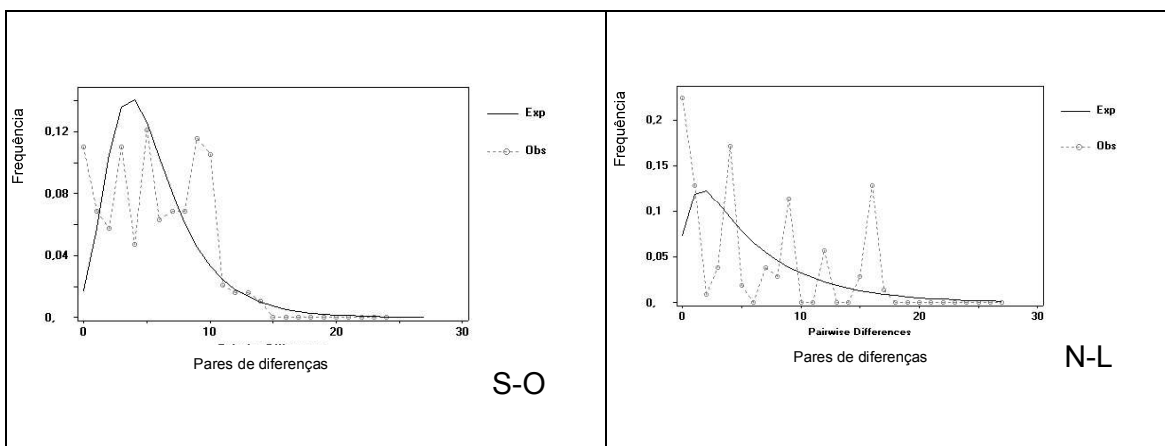 Frequência
0,12
0,08
0,04
0,
0
10
20
30
Exp
Obs
Pares de diferenças
S-O
Frequência
0,2
0,15
0,1
0,05
0,
0
10
20
30
Pairwise Differences
Exp
Obs
Pares de diferenças
N-L